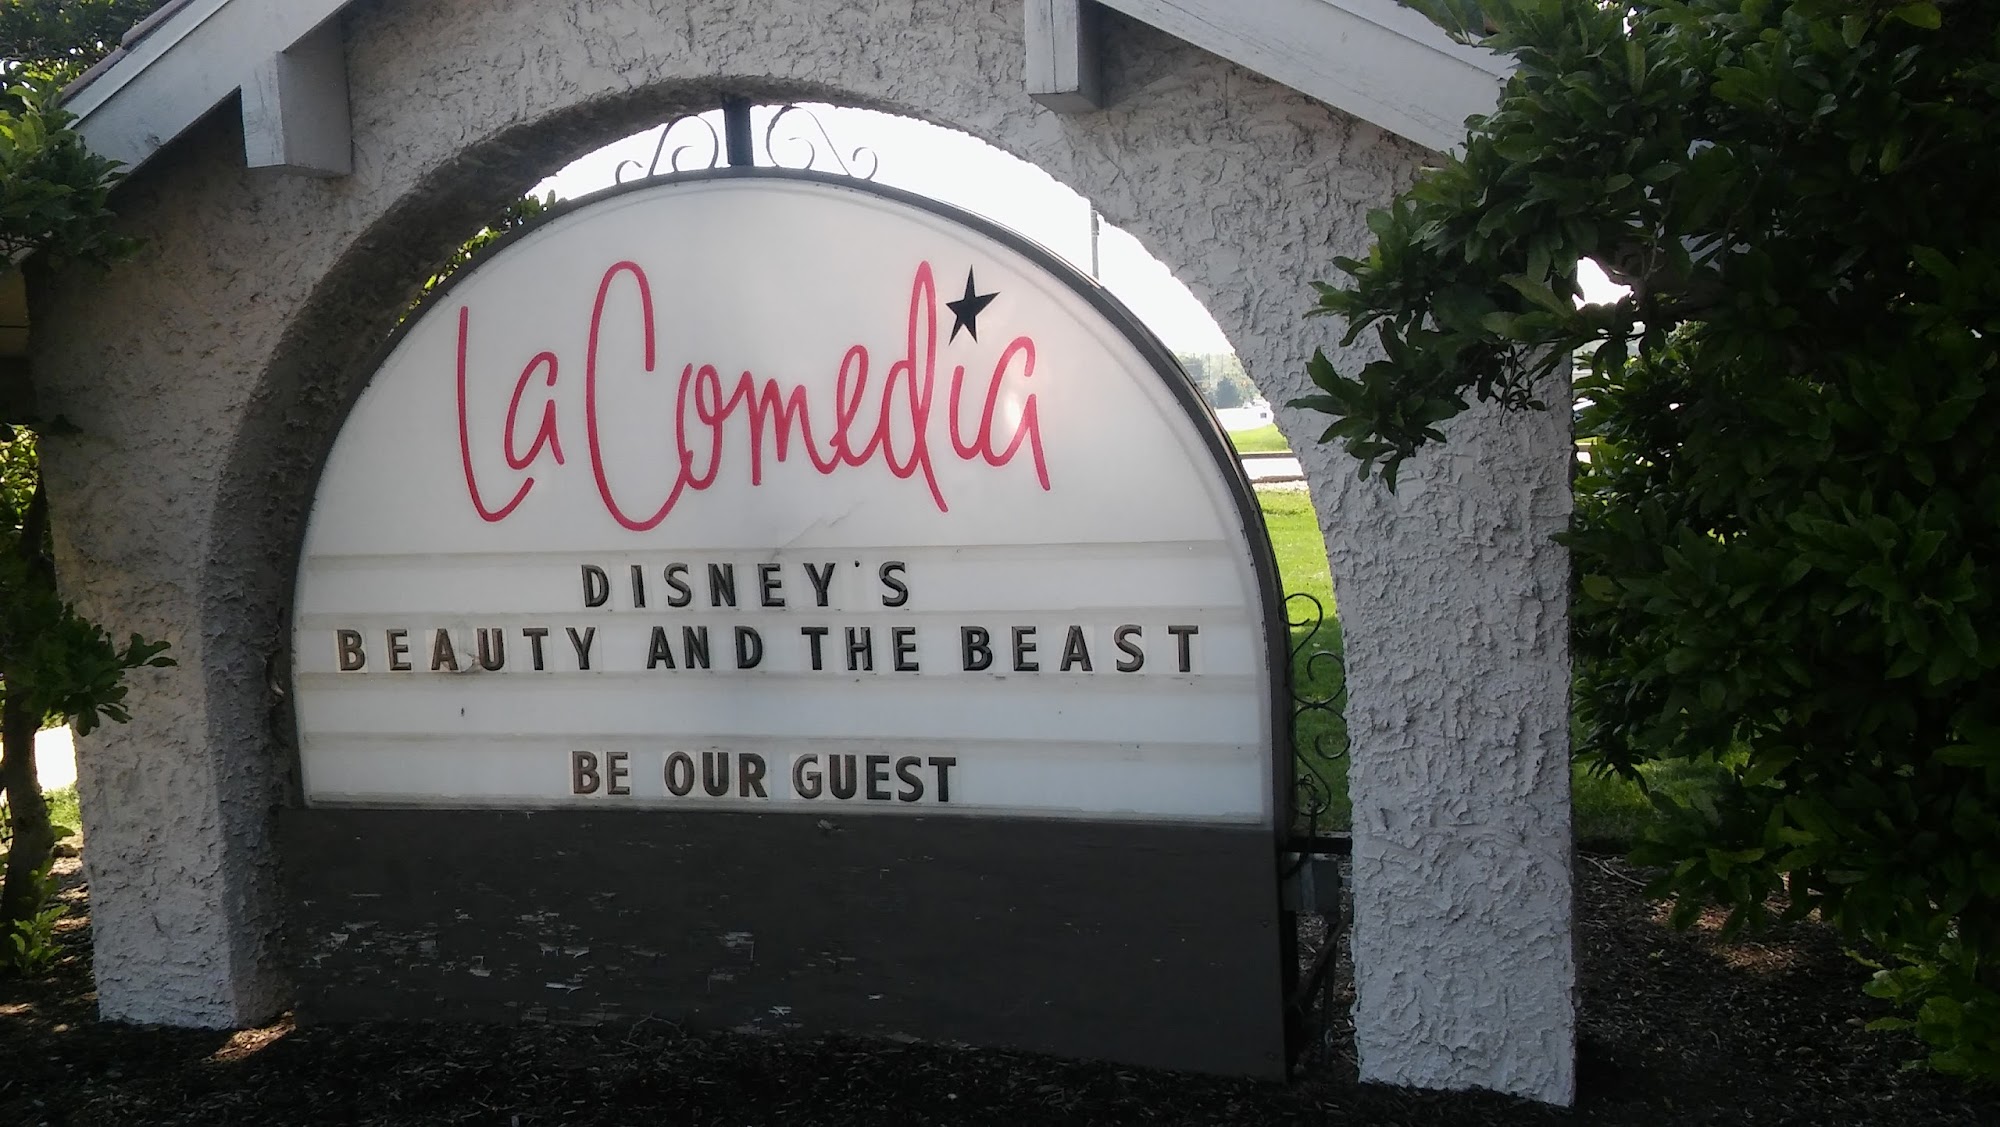 La Comedia
DISNEY'S
BEAUTY AND THE BEAST
BE OUR GUEST